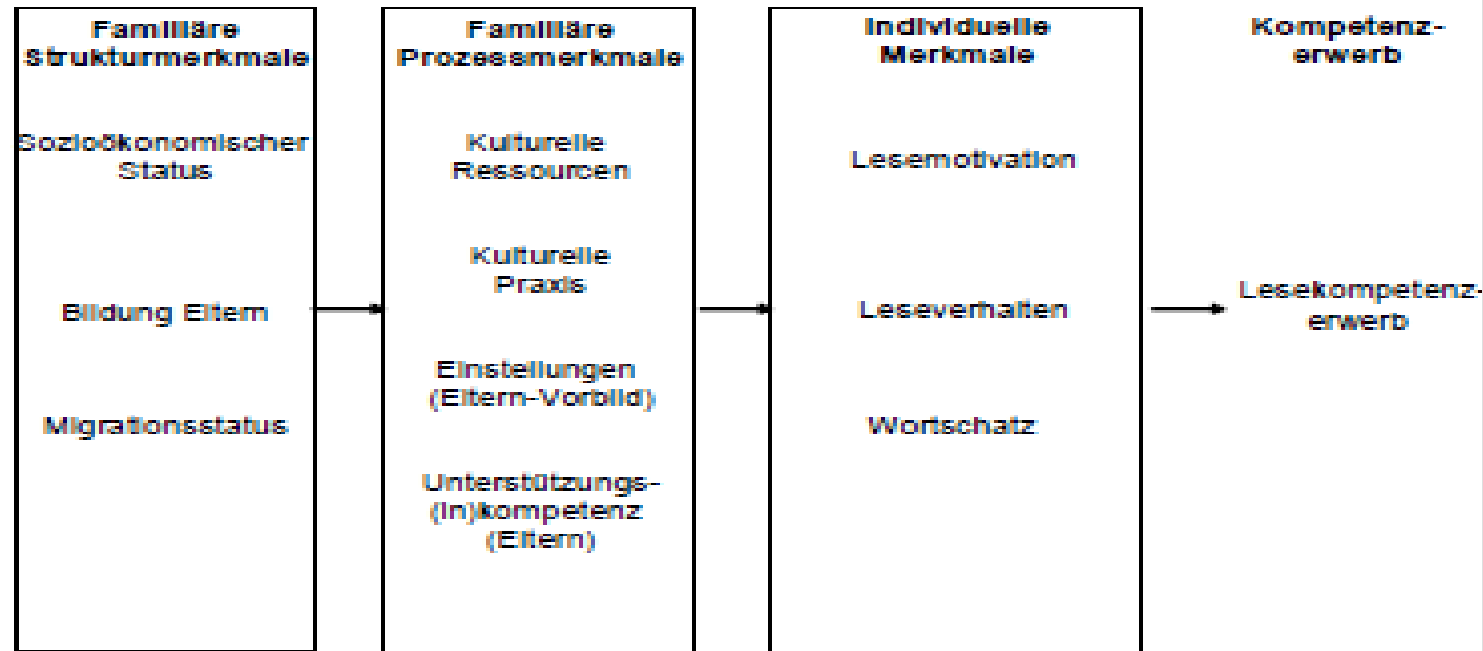 Familiäre
Strukturmerkmale
Sozioökonomischer
Status
Bildung Eltern
Migrationsstatus
Familiäre
Prozessmerkmale
Kulturelle
Ressourcen
Kulturelle
Praxis
Einstellungen
(Eltern-Vorbild)
Unterstützungs-
(in)kompetenz
(Eltern)
Individuelle
Merkmale
Lesemotivation
Leseverhalten
Wortschatz
Kompetenz-
erwerb
Lesekompetenz-
erwerb